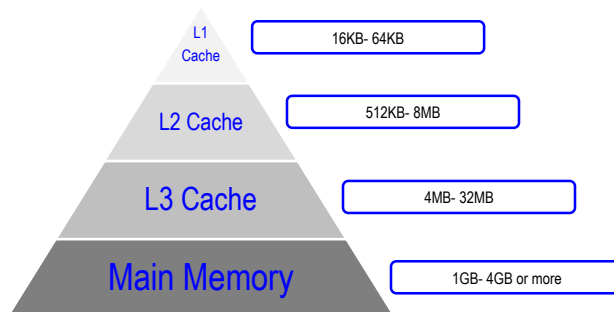 L1
Cache
16KB- 64KB
L2 Cache
512KB- 8MB
L3 Cache
4MB- 32MB
Main Memory
1GB- 4GB or more